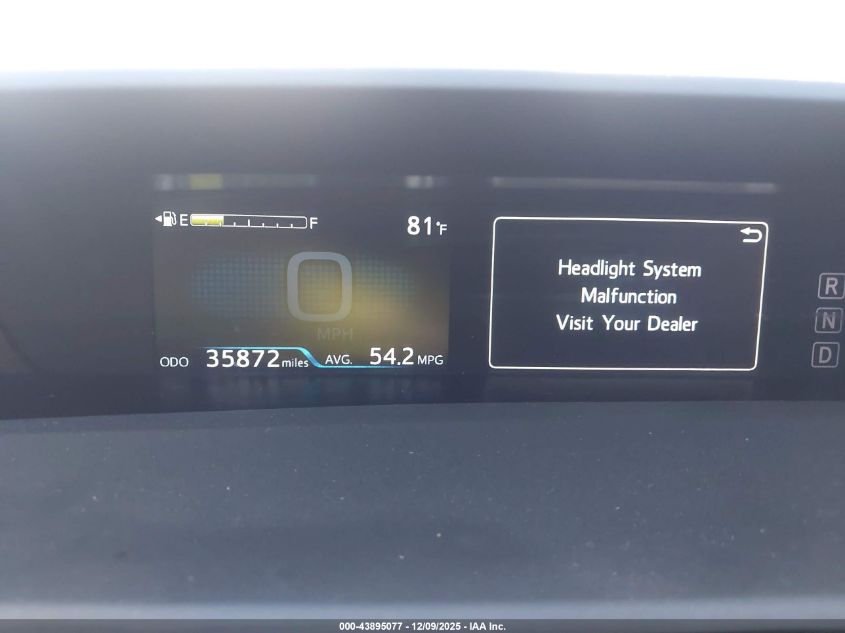 E F
81°F
0
MPH
ODO 35872 miles AVG. 54.2 MPG
Headlight System
Malfunction
Visit Your Dealer
R
N
D
000-43895077 - 12/09/2025 - IAA Inc.